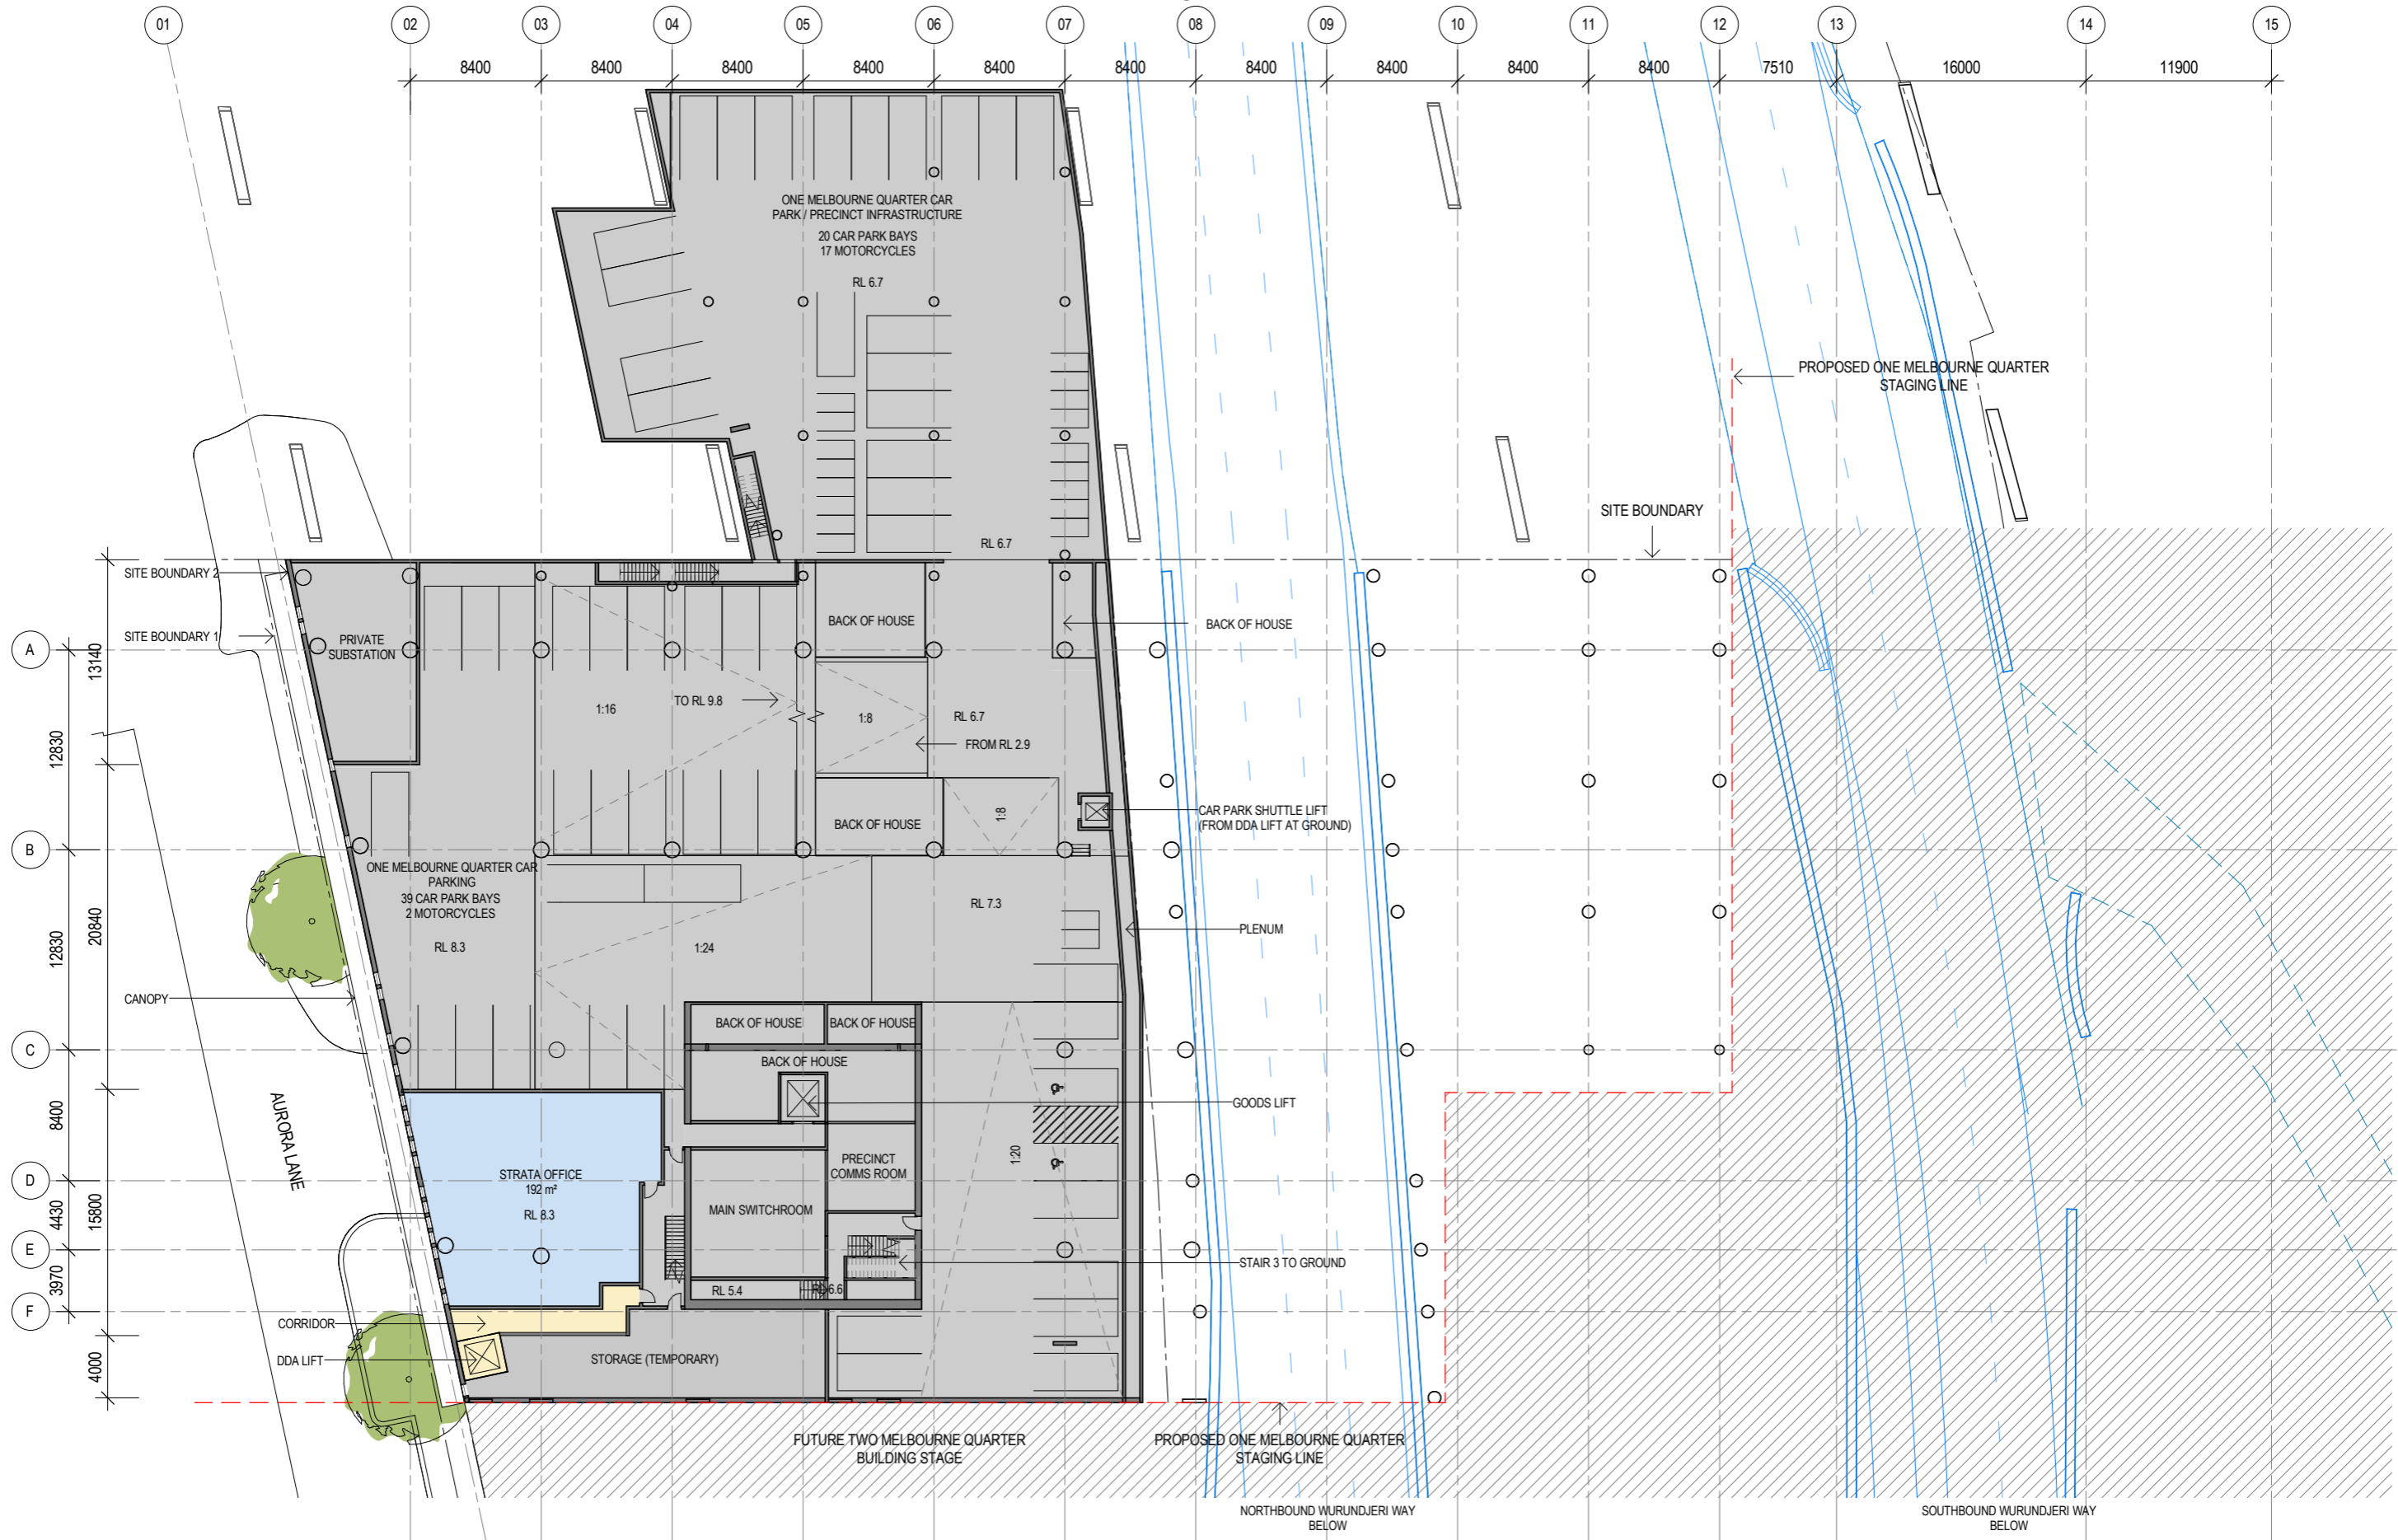 01
02
03
04
05
06
07
08
09
10
11
12
13
14
15
8400
8400
8400
8400
8400
8400
8400
8400
8400
8400
7510
16000
11900
ONE MELBOURNE QUARTER CAR
PARK / PRECINCT INFRASTRUCTURE
20 CAR PARK BAYS
17 MOTORCYCLES
RL 6.7
PROPOSED ONE MELBOURNE QUARTER
STAGING LINE
SITE BOUNDARY
RL 6.7
SITE BOUNDARY 2
SITE BOUNDARY 1
PRIVATE
SUBSTATION
BACK OF HOUSE
BACK OF HOUSE
A
13140
1:16
TO RL 9.8
1:8
RL 6.7
FROM RL 2.9
12830
BACK OF HOUSE
1:8
CAR PARK SHUTTLE LIFT
(FROM DDA LIFT AT GROUND)
B
ONE MELBOURNE QUARTER CAR
PARKING
39 CAR PARK BAYS
2 MOTORCYCLES
RL 8.3
1:24
RL 7.3
PLENUM
12830
20840
CANOPY
BACK OF HOUSE
BACK OF HOUSE
BACK OF HOUSE
C
GOODS LIFT
AURORA LANE
8400
1:20
STRATA OFFICE
192 m²
RL 8.3
PRECINCT
COMMS ROOM
MAIN SWITCHROOM
D
4430
15800
E
STAIR 3 TO GROUND
3970
RL 5.4
RL 6.6
F
CORRIDOR
DDA LIFT
STORAGE (TEMPORARY)
4000
FUTURE TWO MELBOURNE QUARTER
BUILDING STAGE
PROPOSED ONE MELBOURNE QUARTER
STAGING LINE
NORTHBOUND WURUNDJERI WAY
BELOW
SOUTHBOUND WURUNDJERI WAY
BELOW